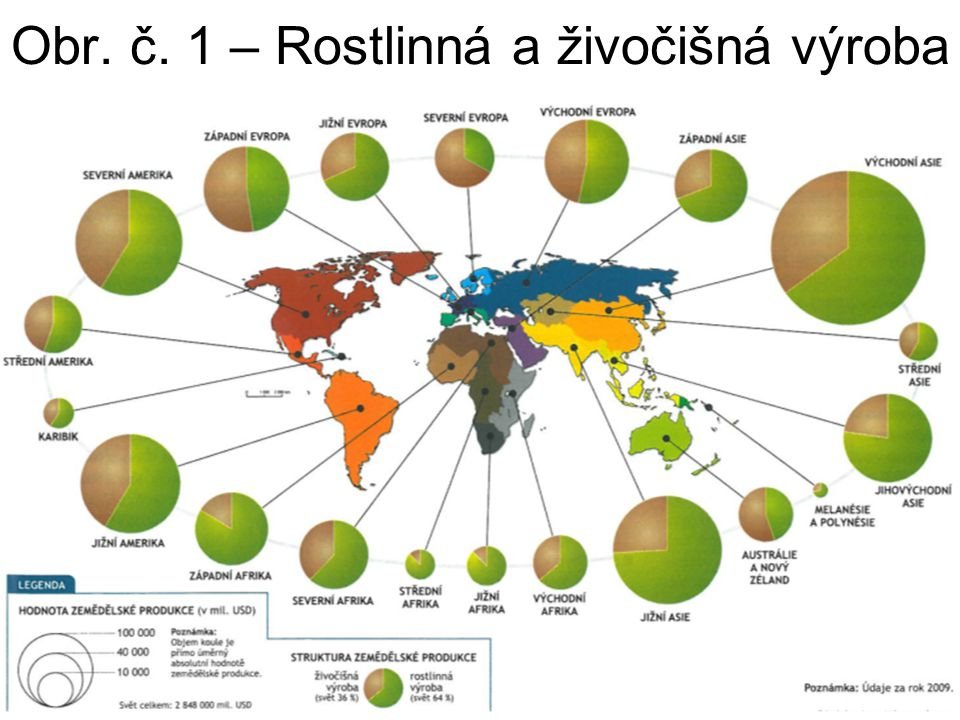 Obr. č. 1 – Rostlinná a živočišná výroba
SEVERNÍ AMERIKA
ZÁPADNÍ EVROPA
JIŽNÍ EVROPA
SEVERNÍ EVROPA
VÝCHODNÍ EVROPA
ZÁPADNÍ ASIE
VÝCHODNÍ ASIE
STŘEDNÍ AMERIKA
STŘEDNÍ
ASIE
KARIBIK
JIHOVÝCHODNÍ
ASIE
MELANÉSIE
A POLYNÉSIE
JIŽNÍ AMERIKA
ZÁPADNÍ AFRIKA
SEVERNÍ AFRIKA
STŘEDNÍ
AFRIKA
JIŽNÍ
AFRIKA
VÝCHODNÍ
AFRIKA
JIŽNÍ ASIE
AUSTRÁLIE
A NOVÝ
ZÉLAND
LEGENDA
HODNOTA ZEMĚDĚLSKÉ PRODUKCE (v mil. USD)
100 000
40 000
10 000
Poznámka:
Objem koule je
přímo úměrný
absolutní hodnotě
zemědělské produkce.
Svět celkem: 2 848 000 mil. USD
STRUKTURA ZEMĚDĚLSKÉ PRODUKCE
živočišná
výroba
(svět 36 %)
rostlinná
výroba
(svět 64 %)
Poznámka: Údaje za rok 2009.